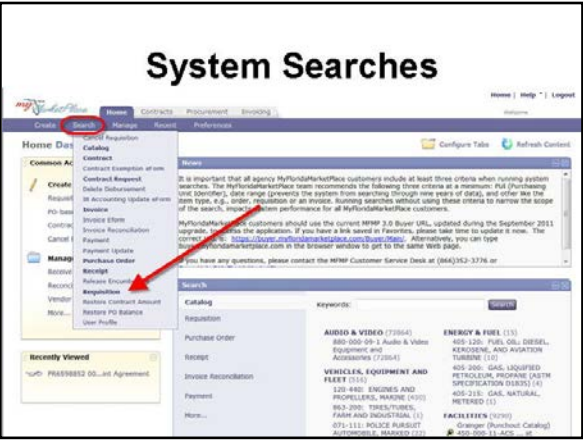 System Searches
Home | Help | Logout
Home Contracts Procurement Invoicing
Welcome
Create Search Manage Recent Preferences
Home Das
Configure Tabs Refresh Content
Common Ac
Create
Requisit
PO-bas
Contrac
Cancel
Manag
Receive
Reconci
Vendor
More...
Recently Viewed
PR6598852 00...int Agreement
Cancel Requisition
Catalog
Contract
Contract Exemption eForm
Contract Request
Delete Disbursement
IB Accounting Update eForm
Invoice
Invoice Eform
Invoice Reconciliation
Payment
Payment Update
Purchase Order
Receipt
Release Encum
Requisition
Restore Contract Amount
Restore PO Balance
User Profile
News
It is important that all agency MyFloridaMarketPlace customers include at least three criteria when running system
searches. The MyFloridaMarketPlace team recommends the following three criteria at a minimum: PUI (Purchasing
Unit Identifier), date range (prevents the system from searching through nine years of data), and other like the
item type, e.g., order, requisition or an invoice. Running searches without using these criteria to narrow the scope
of the search, impacts system performance for all MyFloridaMarketPlace customers.
MyFloridaMarketPlace customers should use the current MFMP 3.0 Buyer URL, updated during the September 2011
upgrade, to access the application. If you have a link saved in Favorites, please take time to update it now. The
correct URL is: https://buyer.myfloridamarketplace.com/Buyer/Main/. Alternatively, you can type
buyer.myfloridamarketplace.com in the browser window to get to the same Web page.
If you have any questions, please contact the MFMP Customer Service Desk at (866)352-3776 or
Search
Catalog
Requisition
Purchase Order
Receipt
Invoice Reconciliation
Payment
More...
Keywords: Search
AUDIO & VIDEO (72864)
880-000-09-1 Audio & Video
Equipment and
Accessories (72864)
VEHICLES, EQUIPMENT AND
FLEET (516)
120-440: ENGINES AND
PROPELLERS, MARINE (430)
863-200: TIRES/TUBES,
FARM AND INDUSTRIAL (1)
071-111: POLICE PURSUIT
AUTOMOBILE, MARKED (22)
ENERGY & FUEL (15)
405-120: FUEL OIL, DIESEL,
KEROSENE, AND AVIATION
TURBINE (10)
405-200: GAS, LIQUIFIED
PETROLEUM, PROPANE (ASTM
SPECIFICATION D1835) (4)
405-215: GAS, NATURAL,
METERED (1)
FACILITIES (9290)
Grainger (Punchout Catalog)
450-000-11-ACS ... et